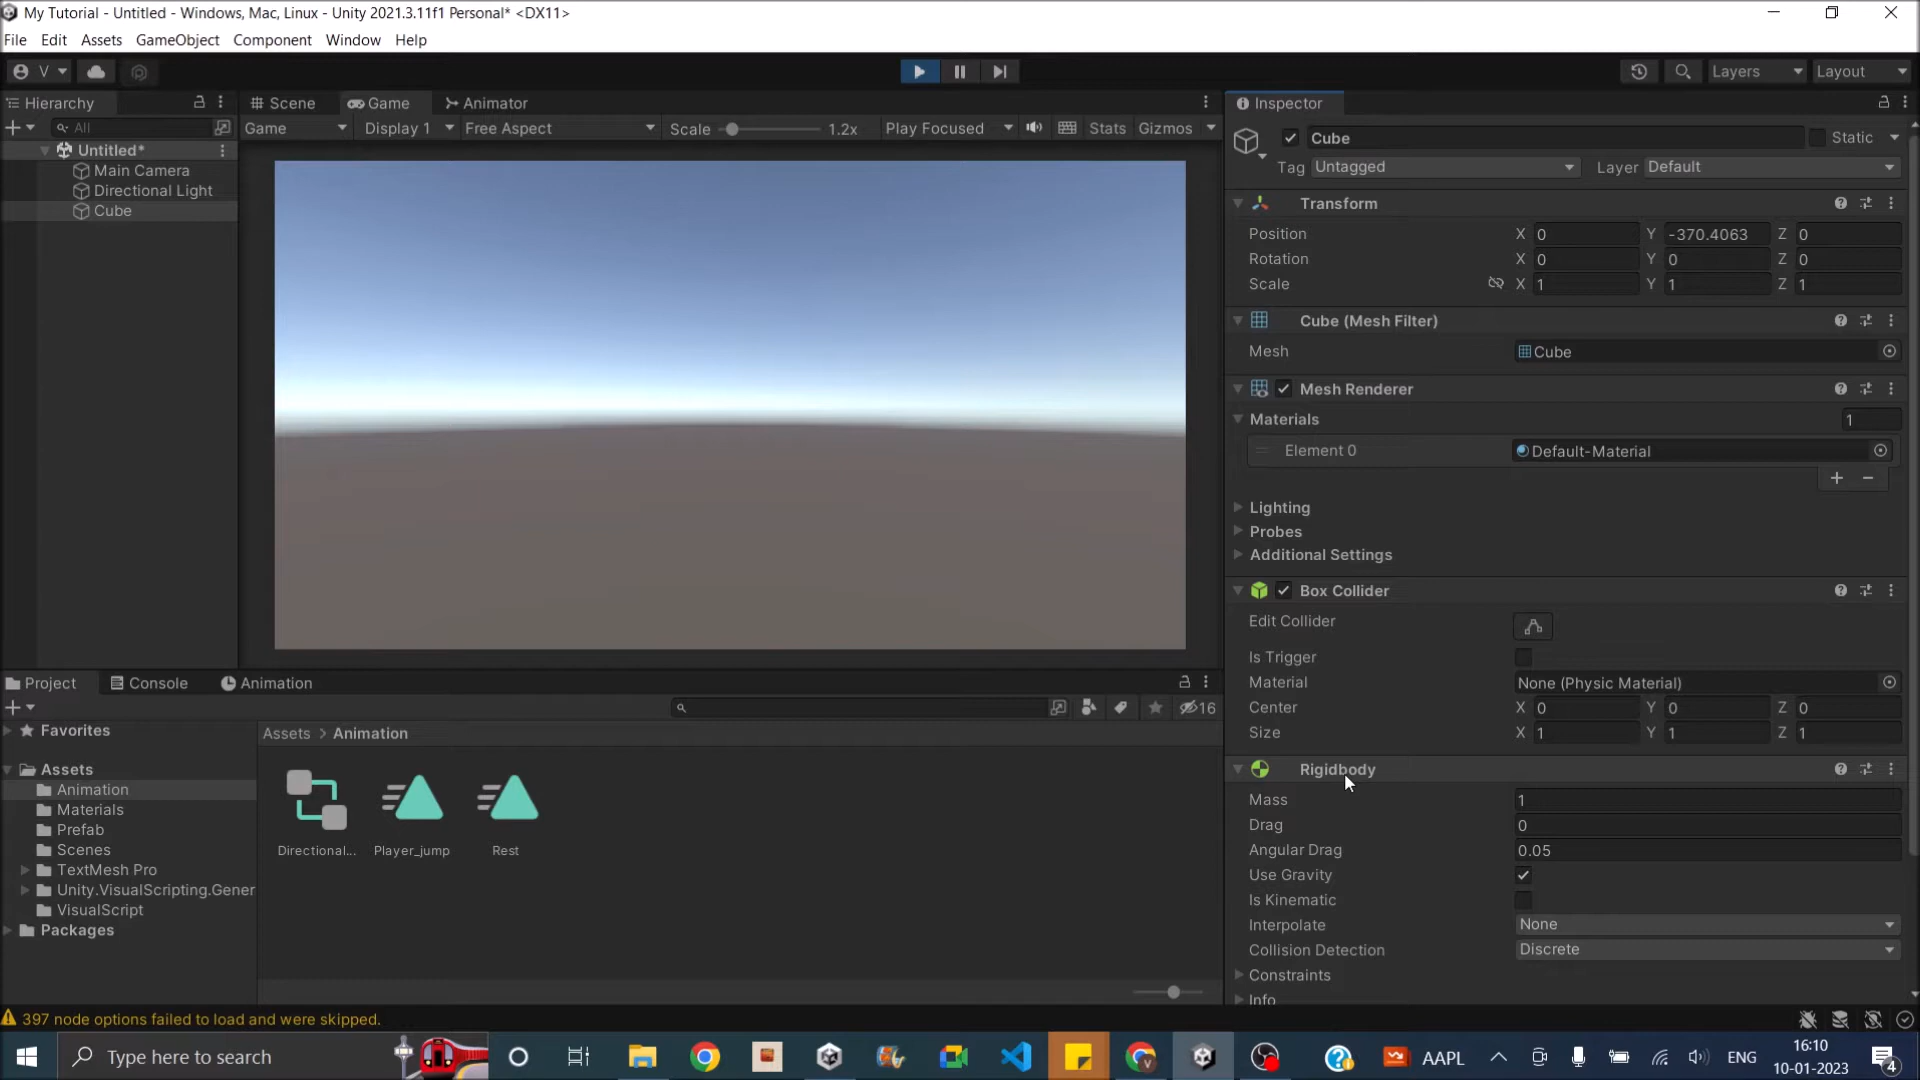 My Tutorial - Untitled - Windows, Mac, Linux - Unity 2021.3.11f1 Personal* <DX11>
File Edit Assets GameObject Component Window Help
V Layers Layout
Hierarchy
All
Untitled*
Main Camera
Directional Light
Cube
Scene Game Animator
Game Display 1 Free Aspect Scale 1.2x Play Focused Stats Gizmos
Inspector
Cube Static
Tag Untagged Layer Default
Transform
Position X 0 Y -370.4063 Z 0
Rotation X 0 Y 0 Z 0
Scale X 1 Y 1 Z 1
Cube (Mesh Filter)
Mesh Cube
Mesh Renderer
Materials 1
Element 0 Default-Material
Lighting
Probes
Additional Settings
Box Collider
Edit Collider
Is Trigger
Material None (Physic Material)
Center X 0 Y 0 Z 0
Size X 1 Y 1 Z 1
Rigidbody
Mass 1
Drag 0
Angular Drag 0.05
Use Gravity
Is Kinematic
Interpolate None
Collision Detection Discrete
Constraints
Info
Project Console Animation
16
Favorites
Assets
Animation
Materials
Prefab
Scenes
TextMesh Pro
Unity.VisualScripting.Gener
VisualScript
Packages
Assets > Animation
Directional... Player_jump Rest
397 node options failed to load and were skipped.
Type here to search
AAPL ENG 16:10
10-01-2023
4